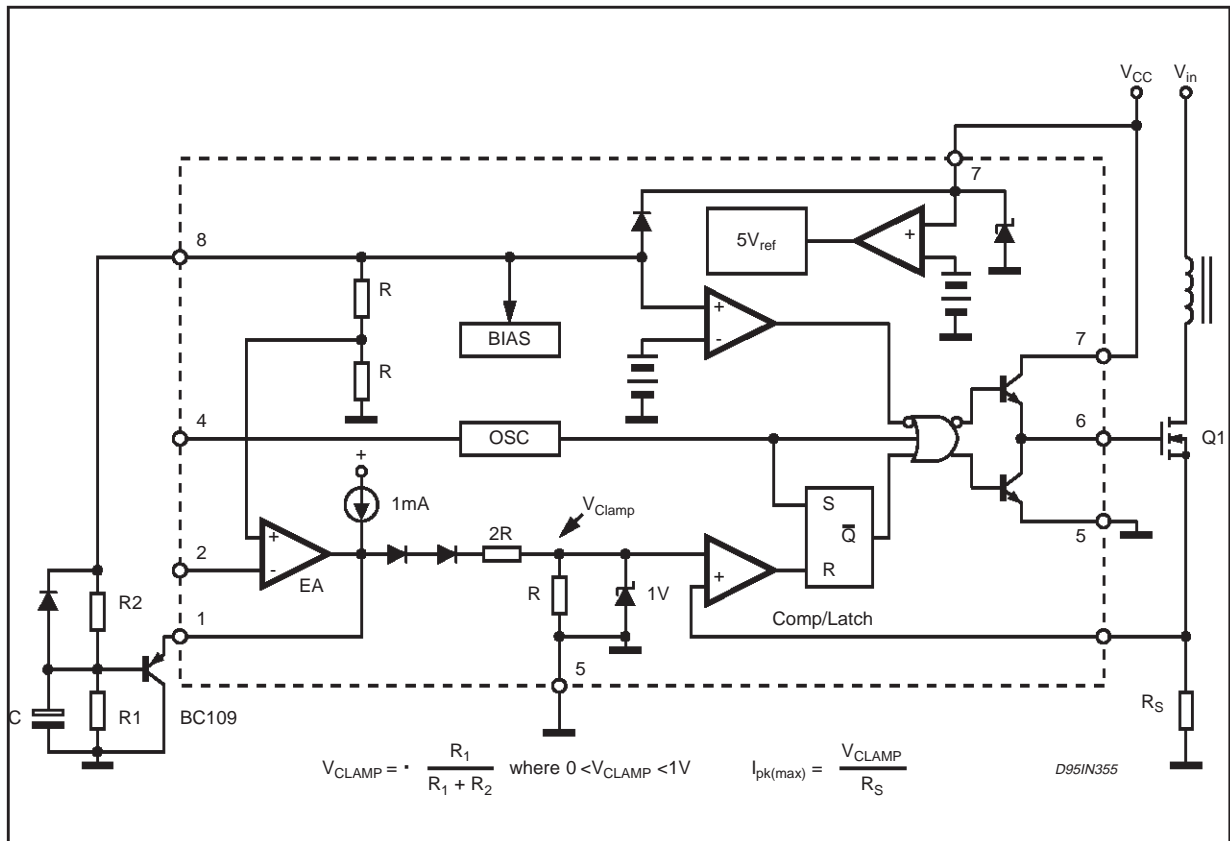 VCC
Vin
7
8
5Vref
+
R
BIAS
+
-
R
7
4
OSC
6
Q1
+
1mA
VClamp
S
Q̅
5
2
+
-
EA
2R
R
R
1V
+
R2
Comp/Latch
1
5
C
R1
BC109
RS
VCLAMP = · R1 / R1 + R2 where 0 <VCLAMP <1V Ipk(max) = VCLAMP / RS
D95IN355